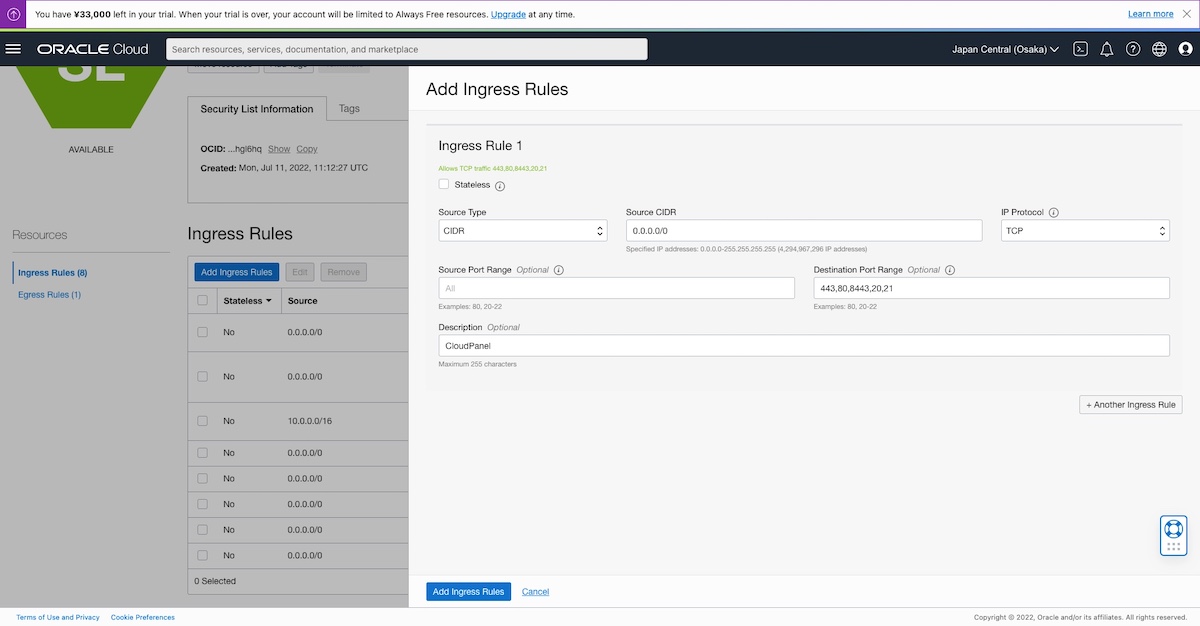 You have ¥33,000 left in your trial. When your trial is over, your account will be limited to Always Free resources. Upgrade at any time.
Learn more
ORACLE Cloud
Search resources, services, documentation, and marketplace
Japan Central (Osaka)
AVAILABLE
Security List Information
Tags
OCID: ...hgl6hq Show Copy
Created: Mon, Jul 11, 2022, 11:12:27 UTC
Resources
Ingress Rules (8)
Egress Rules (1)
Ingress Rules
Add Ingress Rules
Edit
Remove
Stateless
Source
No 0.0.0.0/0
No 0.0.0.0/0
No 10.0.0.0/16
No 0.0.0.0/0
No 0.0.0.0/0
No 0.0.0.0/0
No 0.0.0.0/0
No 0.0.0.0/0
0 Selected
Add Ingress Rules
Ingress Rule 1
Allows TCP traffic 443,80,8443,20,21
Stateless
Source Type
CIDR
Source CIDR
0.0.0.0/0
Specified IP addresses: 0.0.0.0-255.255.255.255 (4,294,967,296 IP addresses)
IP Protocol
TCP
Source Port Range Optional
All
Examples: 80, 20-22
Destination Port Range Optional
443,80,8443,20,21
Examples: 80, 20-22
Description Optional
CloudPanel
Maximum 255 characters
+ Another Ingress Rule
Add Ingress Rules
Cancel
Terms of Use and Privacy
Cookie Preferences
Copyright © 2022, Oracle and/or its affiliates. All rights reserved.